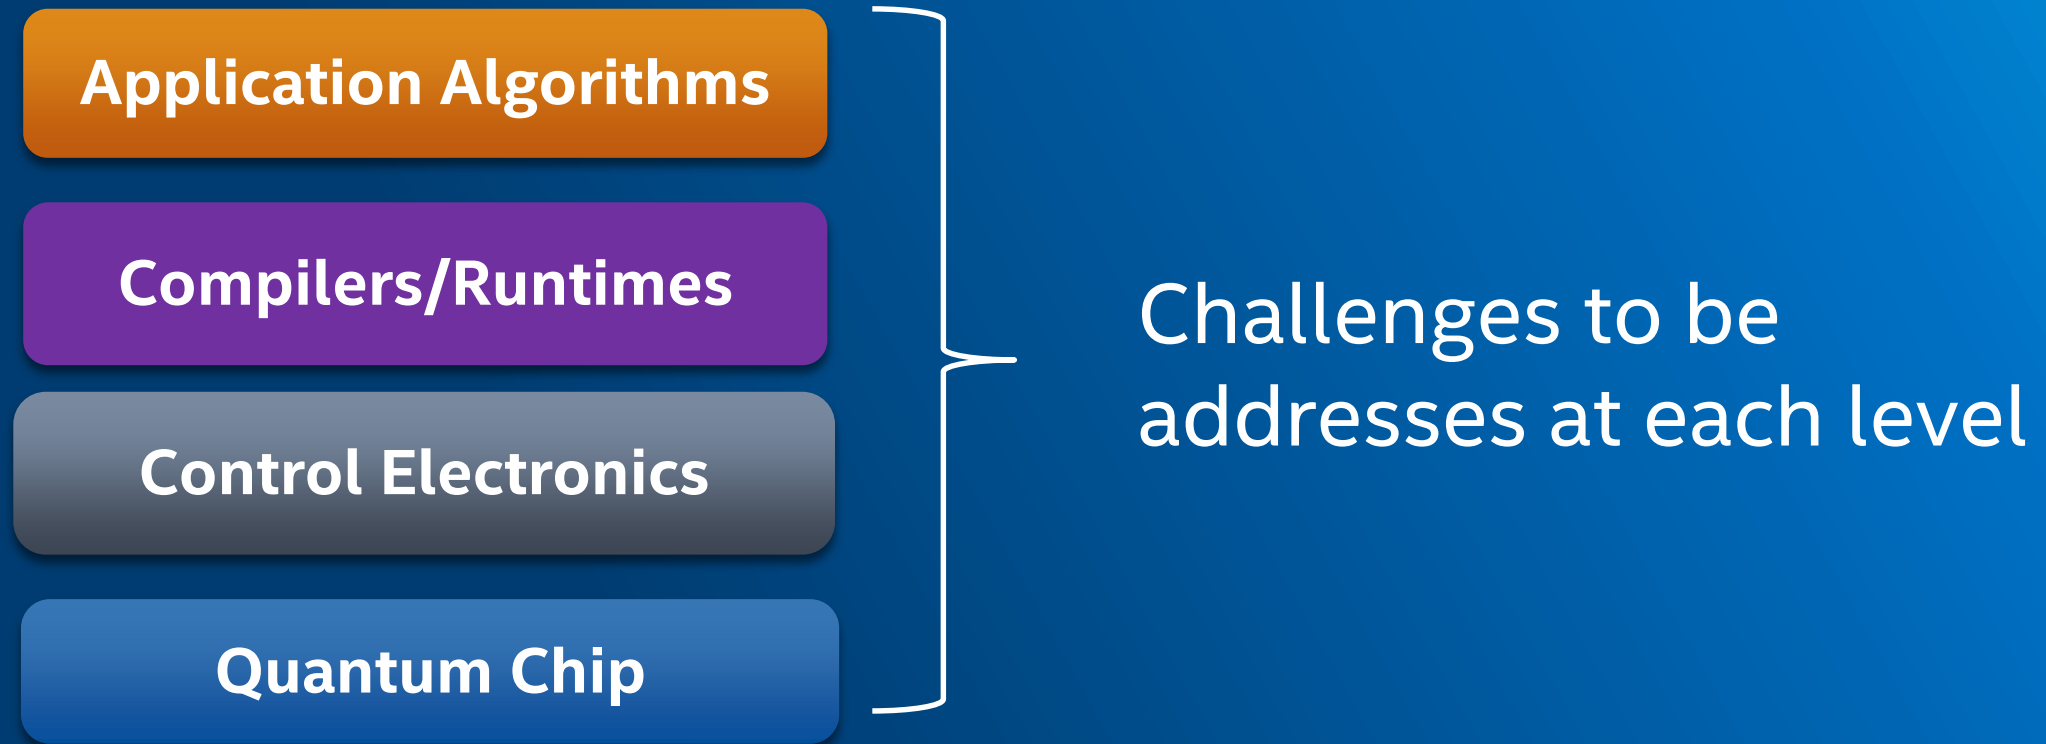 Application Algorithms
Compilers/Runtimes
Control Electronics
Quantum Chip
Challenges to be
addresses at each level